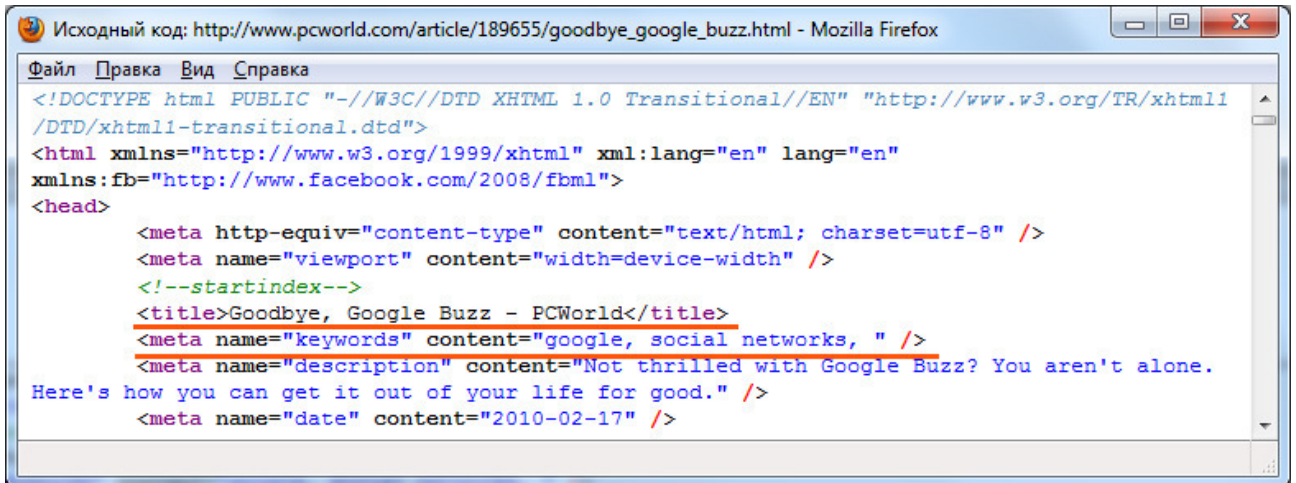 Исходный код: http://www.pcworld.com/article/189655/goodbye_google_buzz.html - Mozilla Firefox
Файл Правка Вид Справка
<!DOCTYPE html PUBLIC "-//W3C//DTD XHTML 1.0 Transitional//EN" "http://www.w3.org/TR/xhtml1
/DTD/xhtml1-transitional.dtd">
<html xmlns="http://www.w3.org/1999/xhtml" xml:lang="en" lang="en"
xmlns:fb="http://www.facebook.com/2008/fbml">
<head>
<meta http-equiv="content-type" content="text/html; charset=utf-8" />
<meta name="viewport" content="width=device-width" />
<!--startindex-->
<title>Goodbye, Google Buzz - PCWorld</title>
<meta name="keywords" content="google, social networks, " />
<meta name="description" content="Not thrilled with Google Buzz? You aren't alone.
Here's how you can get it out of your life for good." />
<meta name="date" content="2010-02-17" />